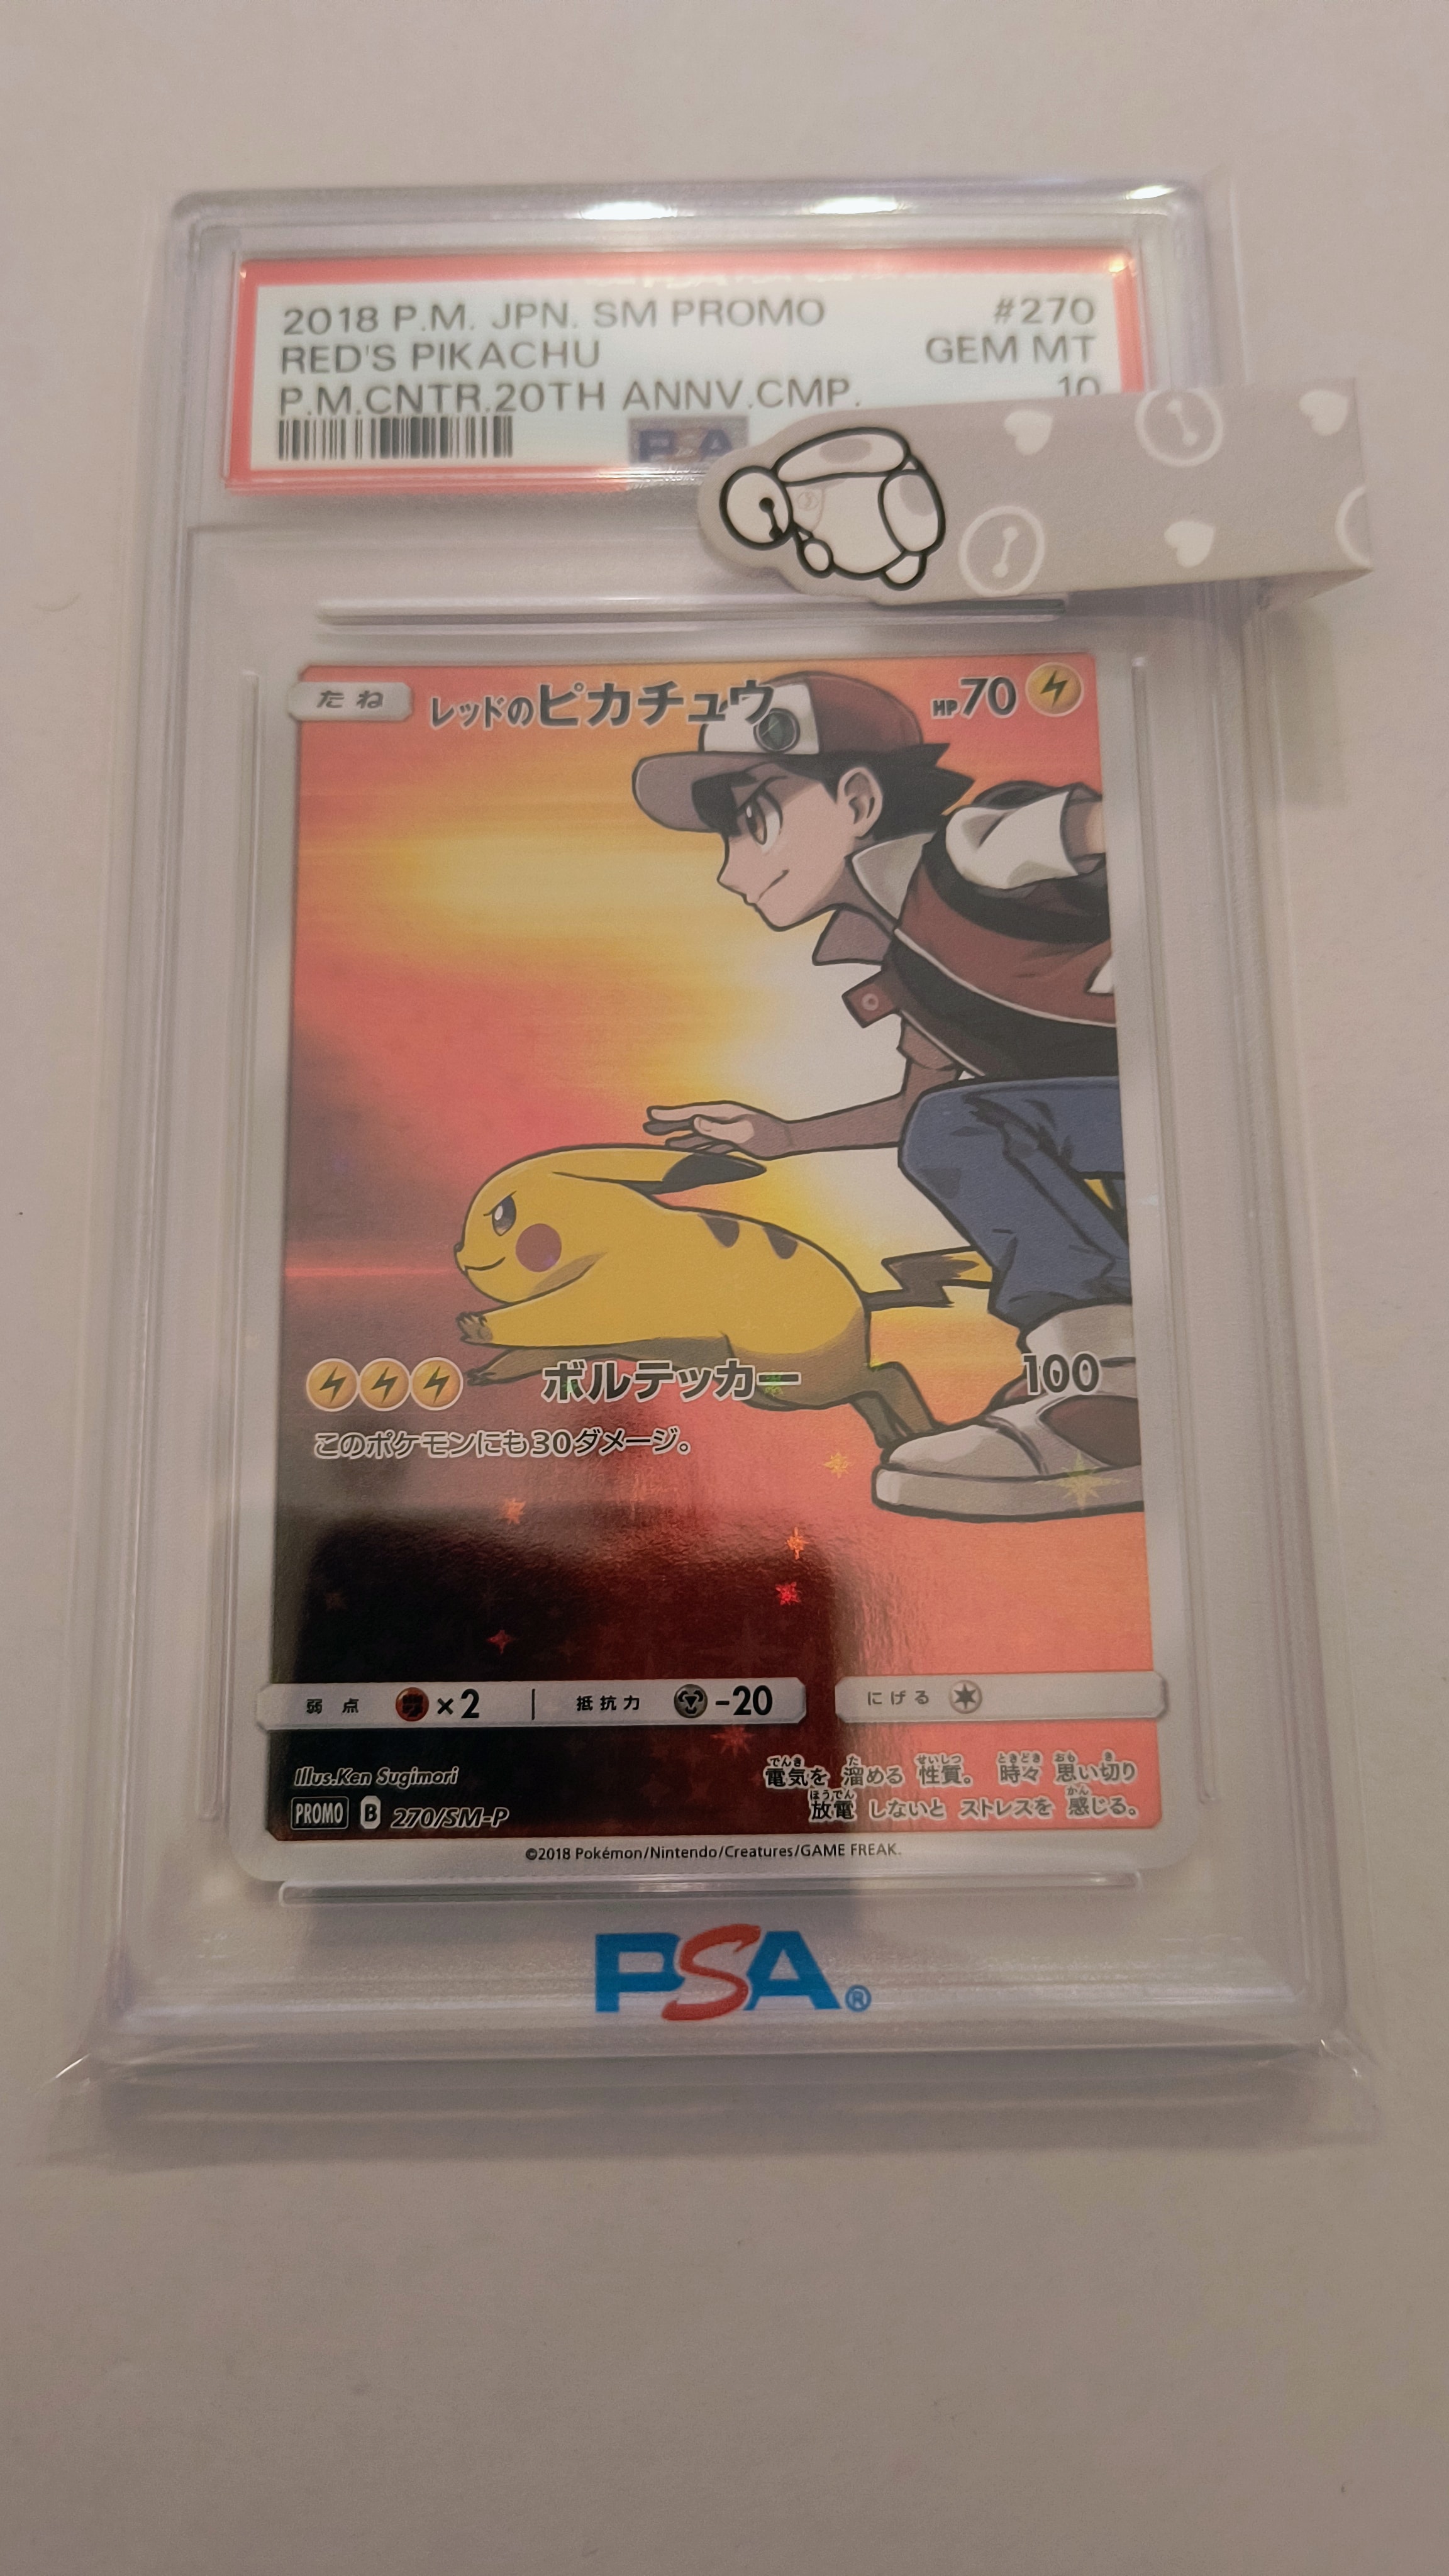 2018 P.M. JPN. SM PROMO #270
RED'S PIKACHU GEM MT
P.M.CNTR.20TH ANNV.CMP. 10
PSA
たね レッドのピカチュウ HP70
ボルテッカー 100
このポケモンにも30ダメージ。
弱点 ×2 抵抗力 -20 にげる
Illus.Ken Sugimori
電気を 溜める 性質。 時々 思い切り
放電 しないと ストレスを 感じる。
PROMO B 270/SM-P
©2018 Pokémon/Nintendo/Creatures/GAME FREAK.
PSA®